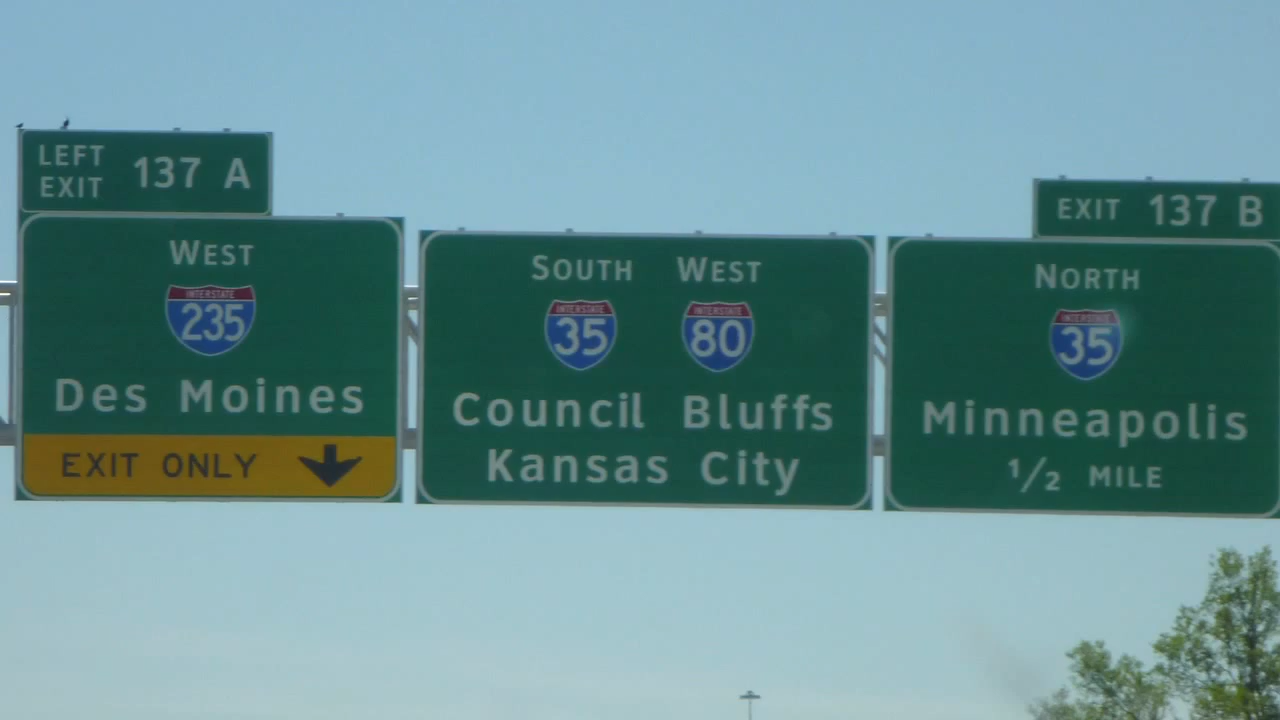 LEFT EXIT 137 A
WEST
INTERSTATE
235
Des Moines
EXIT ONLY
SOUTH WEST
INTERSTATE INTERSTATE
35 80
Council Bluffs
Kansas City
EXIT 137 B
NORTH
INTERSTATE
35
Minneapolis
1/2 MILE